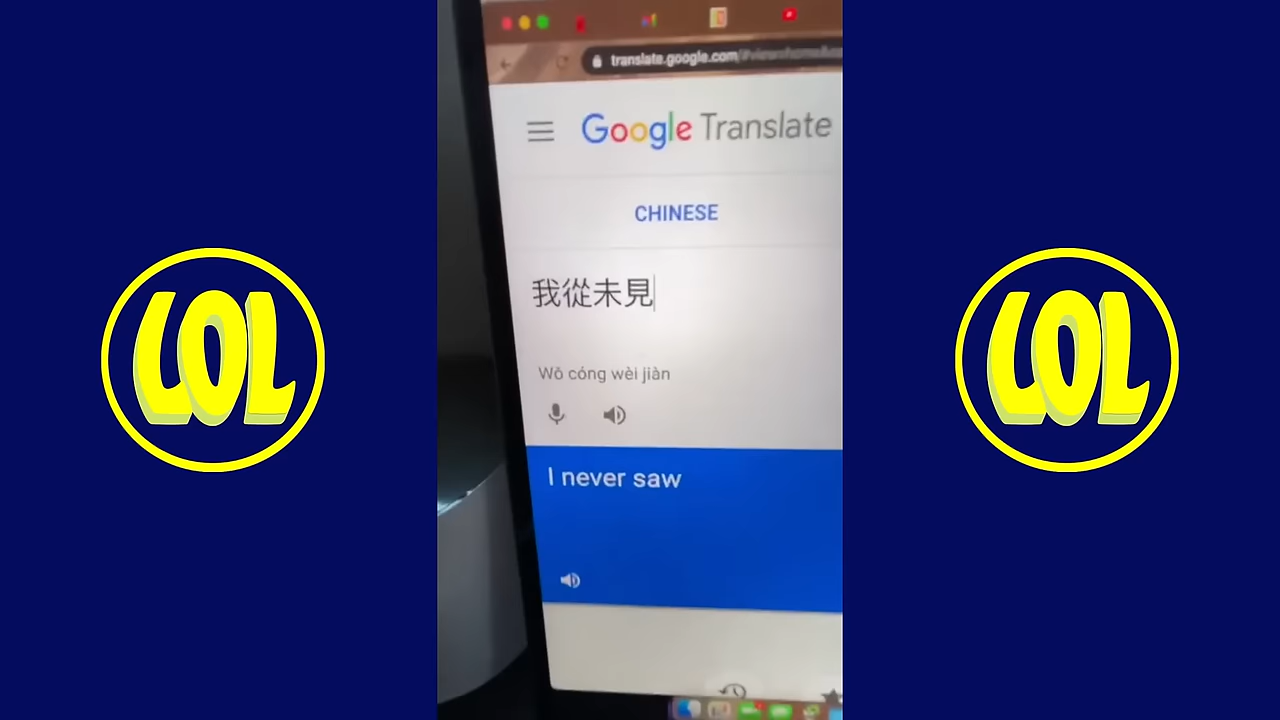 translate.google.com
Google Translate
CHINESE
我從未見
Wǒ cóng wèi jiàn
I never saw
LOL
LOL